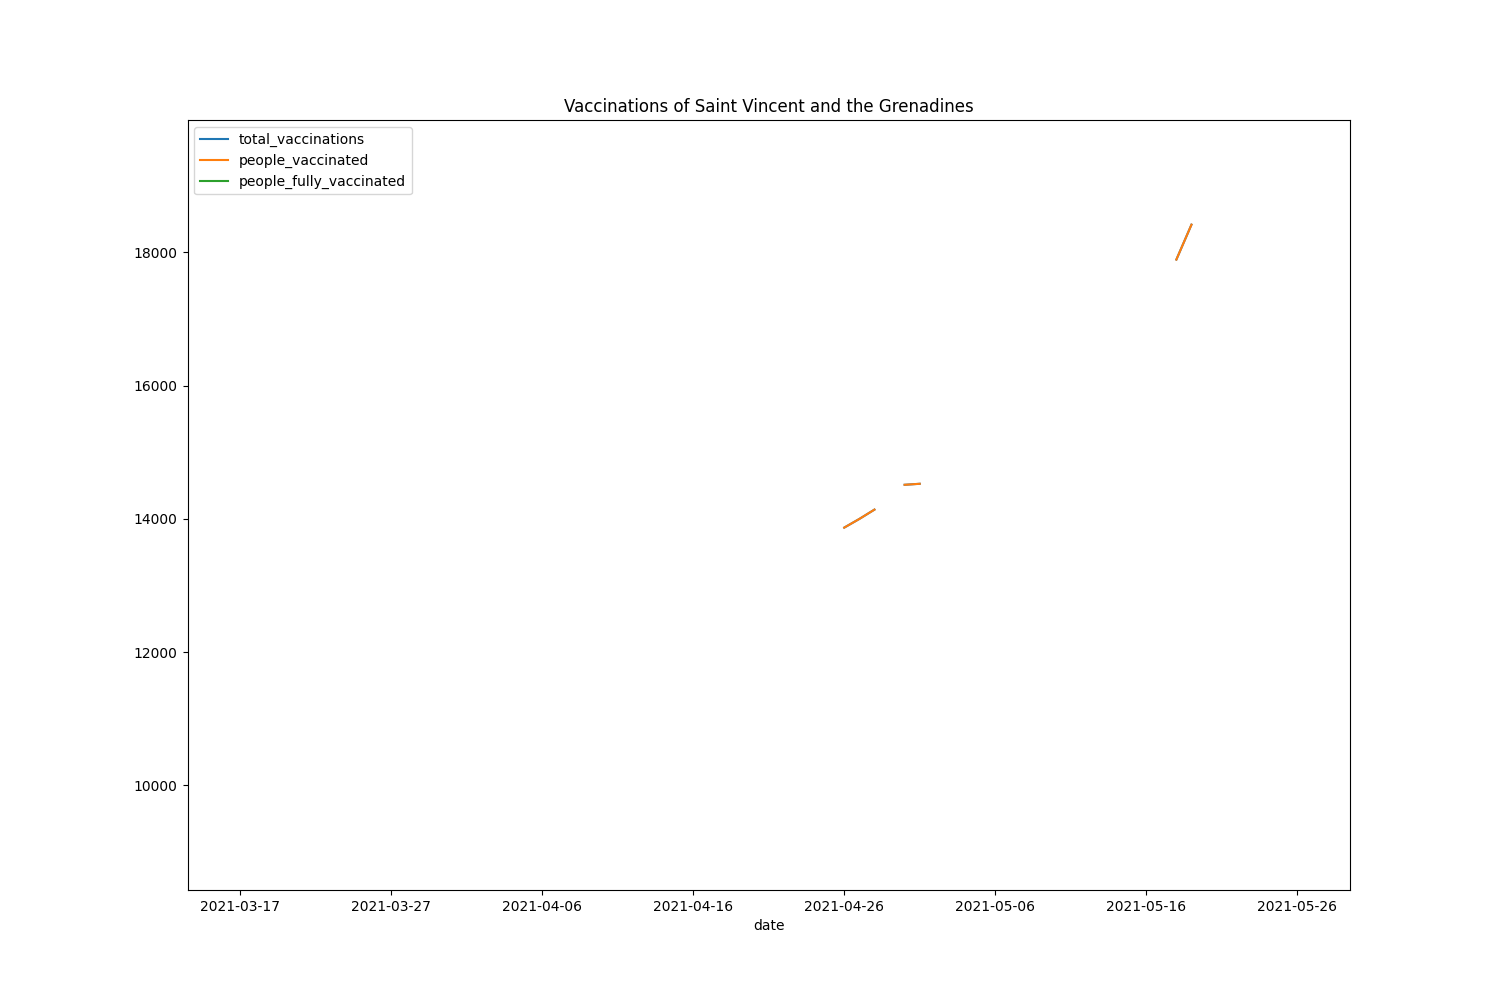 Vaccinations of Saint Vincent and the Grenadines
total_vaccinations
people_vaccinated
people_fully_vaccinated
18000
16000
14000
12000
10000
2021-03-17 2021-03-27 2021-04-06 2021-04-16 2021-04-26 2021-05-06 2021-05-16 2021-05-26
date